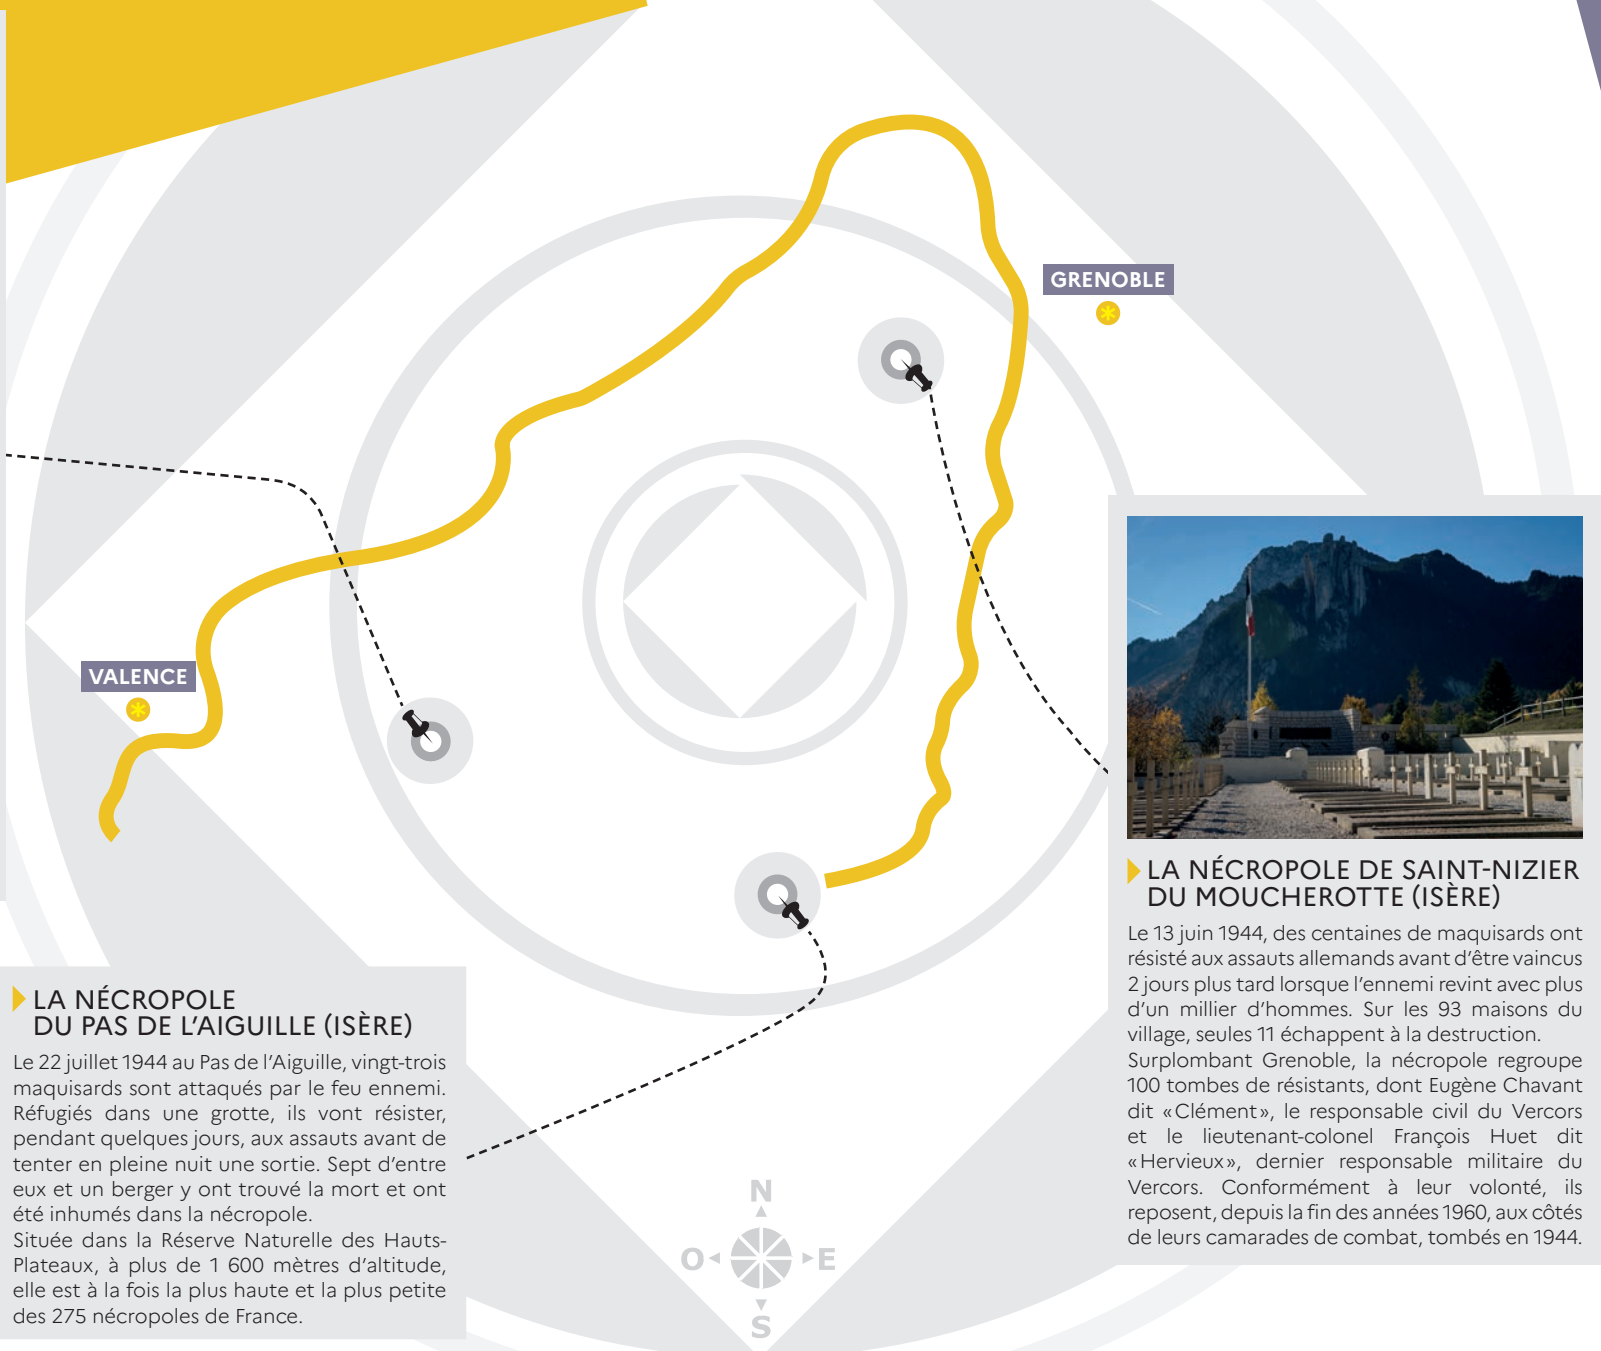 GRENOBLE
VALENCE
LA NÉCROPOLE DE SAINT-NIZIER
DU MOUCHEROTTE (ISÈRE)
Le 13 juin 1944, des centaines de maquisards ont
résisté aux assauts allemands avant d'être vaincus
2 jours plus tard lorsque l'ennemi revint avec plus
d'un millier d'hommes. Sur les 93 maisons du
village, seules 11 échappent à la destruction.
Surplombant Grenoble, la nécropole regroupe
100 tombes de résistants, dont Eugène Chavant
dit «Clément», le responsable civil du Vercors
et le lieutenant-colonel François Huet dit
«Hervieux», dernier responsable militaire du
Vercors. Conformément à leur volonté, ils
reposent, depuis la fin des années 1960, aux côtés
de leurs camarades de combat, tombés en 1944.
LA NÉCROPOLE
DU PAS DE L'AIGUILLE (ISÈRE)
Le 22 juillet 1944 au Pas de l'Aiguille, vingt-trois
maquisards sont attaqués par le feu ennemi.
Réfugiés dans une grotte, ils vont résister,
pendant quelques jours, aux assauts avant de
tenter en pleine nuit une sortie. Sept d'entre
eux et un berger y ont trouvé la mort et ont
été inhumés dans la nécropole.
Située dans la Réserve Naturelle des Hauts-
Plateaux, à plus de 1 600 mètres d'altitude,
elle est à la fois la plus haute et la plus petite
des 275 nécropoles de France.
N
O E
S